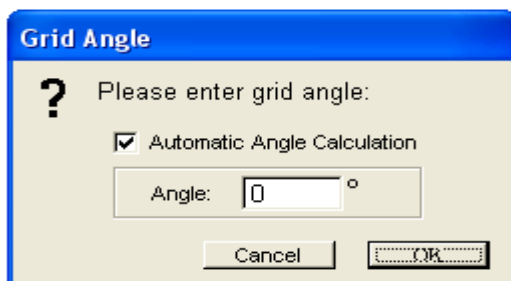 Grid Angle
? Please enter grid angle:
Automatic Angle Calculation
Angle: 0 °
Cancel OK